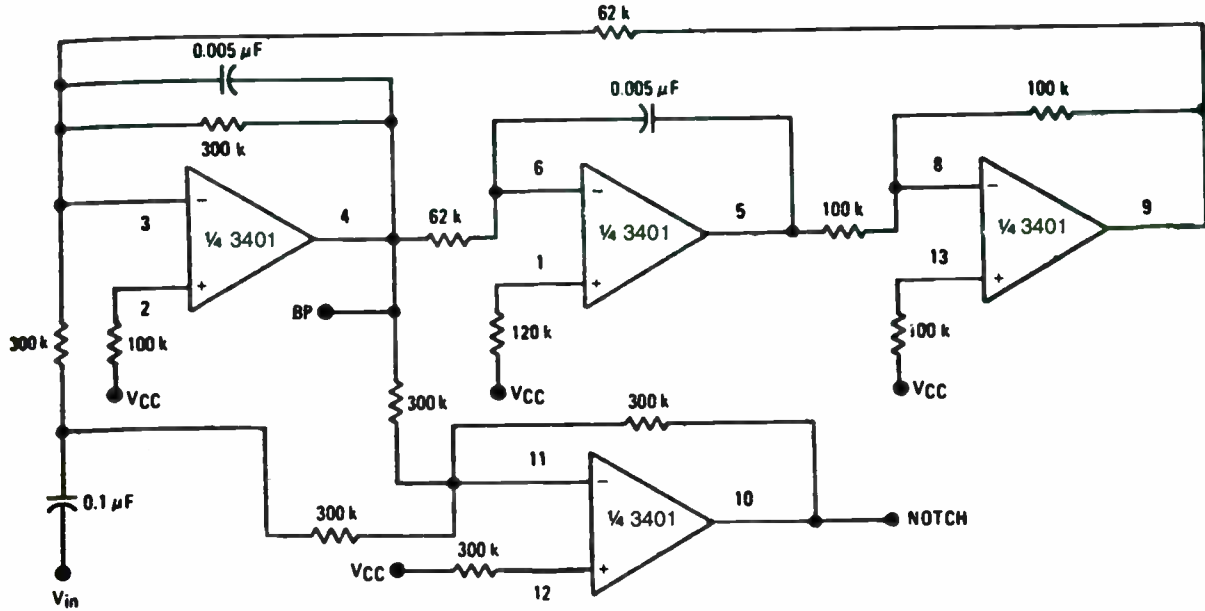 62 k
0.005 µF
0.005 µF
100 k
300 k
3
¼ 3401
4
62 k
6
¼ 3401
5
100 k
8
¼ 3401
9
2
1
13
BP
300 k
100 k
VCC
120 k
VCC
100 k
VCC
300 k
300 k
11
¼ 3401
10
NOTCH
0.1 µF
300 k
VCC
300 k
12
Vin